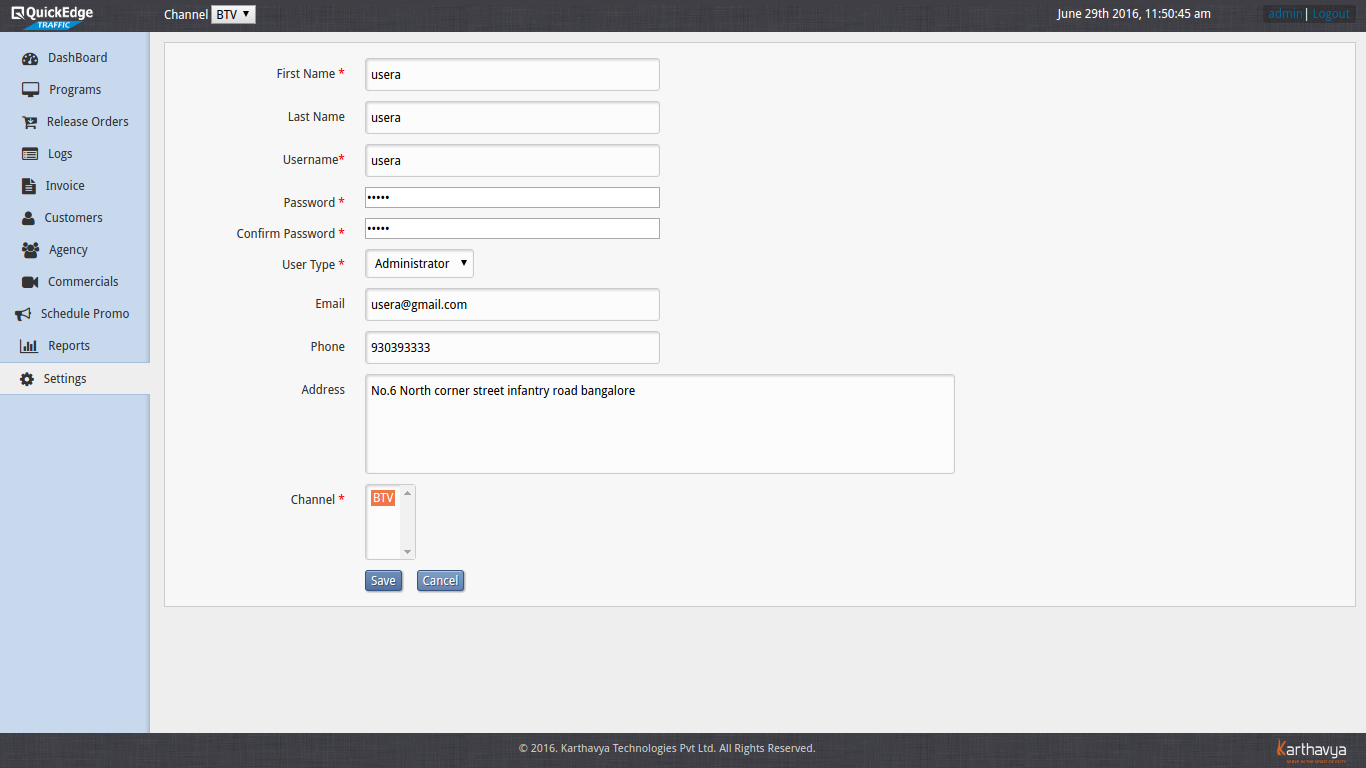 QuickEdge
TRAFFIC
Channel BTV
June 29th 2016, 11:50:45 am
admin | Logout
DashBoard
Programs
Release Orders
Logs
Invoice
Customers
Agency
Commercials
Schedule Promo
Reports
Settings
First Name * usera
Last Name usera
Username* usera
Password * •••••
Confirm Password * •••••
User Type * Administrator
Email usera@gmail.com
Phone 930393333
Address No.6 North corner street infantry road bangalore
Channel * BTV
Save Cancel
© 2016. Karthavya Technologies Pvt Ltd. All Rights Reserved.
Karthavya